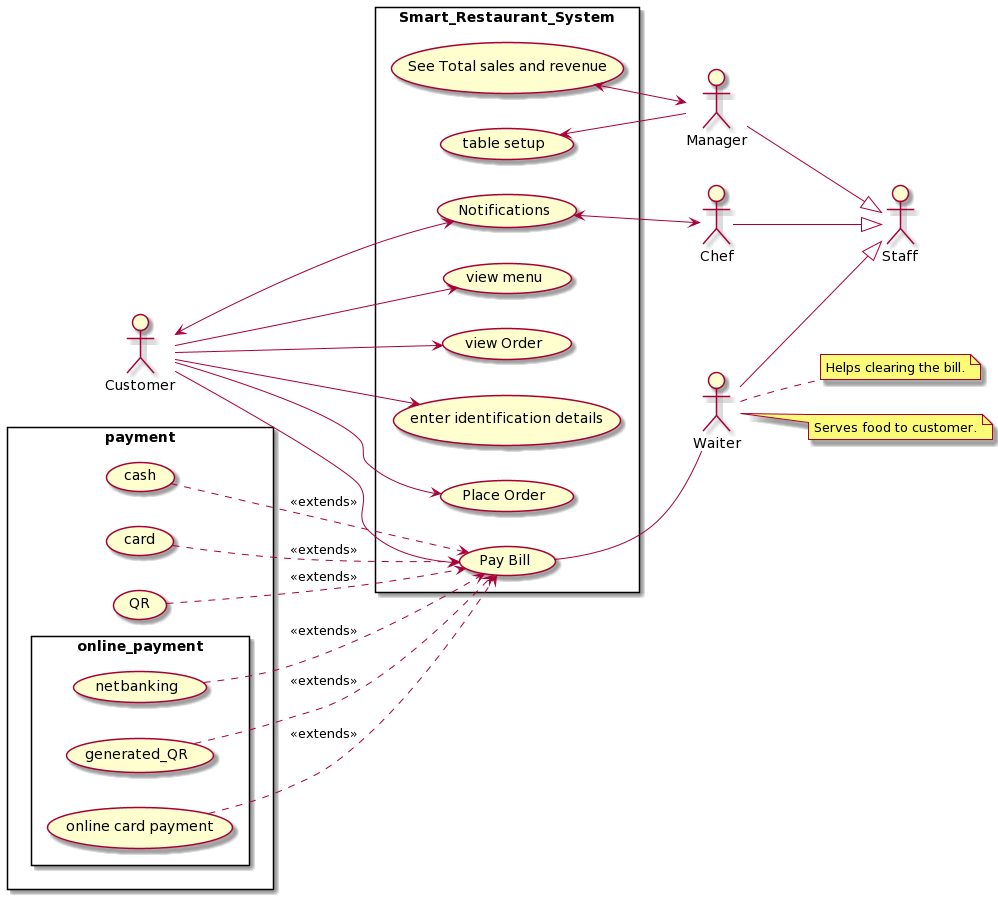 Smart_Restaurant_System
See Total sales and revenue
table setup
Notifications
view menu
view Order
enter identification details
Place Order
Pay Bill
Manager
Chef
Staff
Waiter
Helps clearing the bill.
Serves food to customer.
Customer
payment
cash
card
QR
online_payment
netbanking
generated_QR
online card payment
«extends»
«extends»
«extends»
«extends»
«extends»
«extends»